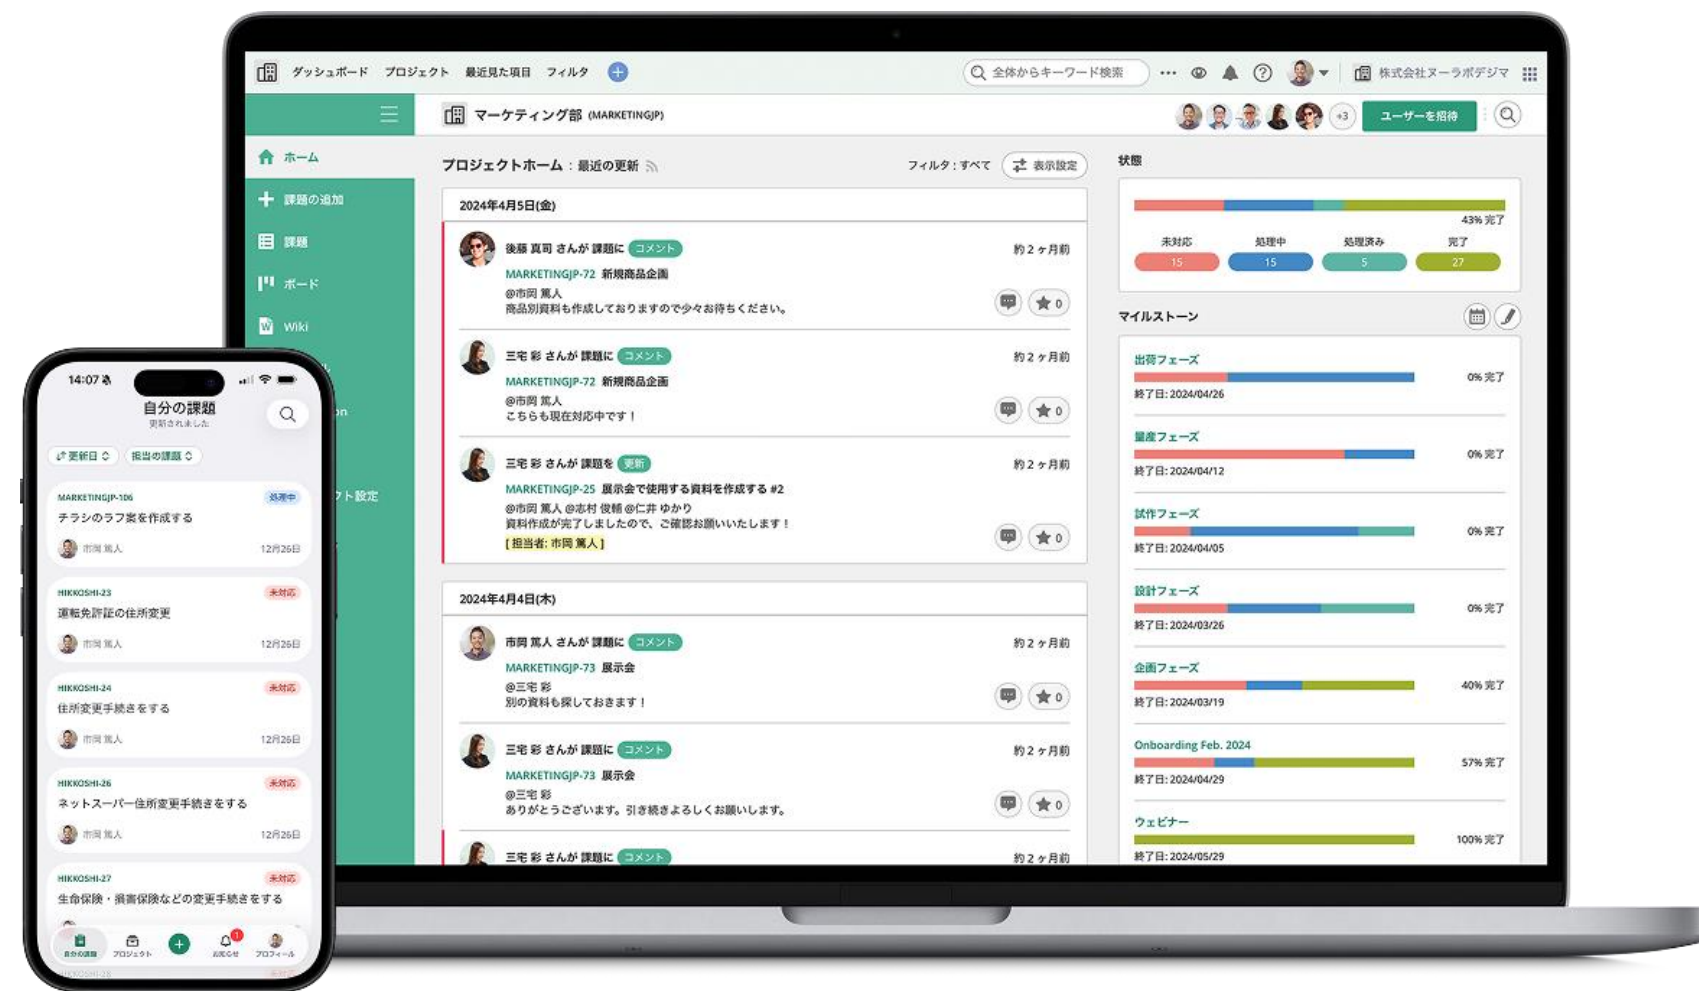 ダッシュボード プロジェクト 最近見た項目 フィルタ
全体からキーワード検索
株式会社ヌーラボデジマ
マーケティング部 (MARKETINGJP)
+3
ユーザーを招待
ホーム
課題の追加
課題
ボード
Wiki
on
クト設定
プロジェクトホーム : 最近の更新
フィルタ : すべて
表示設定
2024年4月5日(金)
後藤 真司 さんが 課題に コメント
約 2 ヶ月前
MARKETINGJP-72 新規商品企画
@市岡 篤人
商品別資料も作成しておりますので少々お待ちください。
0
三宅 彩 さんが 課題に コメント
約 2 ヶ月前
MARKETINGJP-72 新規商品企画
@市岡 篤人
こちらも現在対応中です！
0
三宅 彩 さんが 課題を 更新
約 2 ヶ月前
MARKETINGJP-25 展示会で使用する資料を作成する #2
@市岡 篤人 @志村 俊輔 @仁井 ゆかり
資料作成が完了しましたので、ご確認お願いいたします！
[ 担当者: 市岡 篤人 ]
0
2024年4月4日(木)
市岡 篤人 さんが 課題に コメント
約 2 ヶ月前
MARKETINGJP-73 展示会
@三宅 彩
別の資料も探しておきます！
0
三宅 彩 さんが 課題に コメント
約 2 ヶ月前
MARKETINGJP-73 展示会
@三宅 彩
ありがとうございます。引き続きよろしくお願いします。
0
三宅 彩 さんが 課題に コメント
約 2 ヶ月前
状態
43% 完了
未対応 処理中 処理済み 完了
15 15 5 27
マイルストーン
出荷フェーズ
0% 完了
終了日: 2024/04/26
量産フェーズ
0% 完了
終了日: 2024/04/12
試作フェーズ
0% 完了
終了日: 2024/04/05
設計フェーズ
0% 完了
終了日: 2024/03/26
企画フェーズ
40% 完了
終了日: 2024/03/19
Onboarding Feb. 2024
57% 完了
終了日: 2024/04/29
ウェビナー
100% 完了
終了日: 2024/05/29
14:07
自分の課題
更新されました
更新日
担当の課題
MARKETINGJP-106
処理中
チラシのラフ案を作成する
市岡 篤人
12月26日
HIKKOSHI-23
未対応
運転免許証の住所変更
市岡 篤人
12月26日
HIKKOSHI-24
未対応
住所変更手続きをする
市岡 篤人
12月26日
HIKKOSHI-26
未対応
ネットスーパー住所変更手続きをする
市岡 篤人
12月26日
HIKKOSHI-27
未対応
生命保険・損害保険などの変更手続きをする
1
自分の課題 プロジェクト お知らせ プロフィール
HIKKOSHI-28
未対応